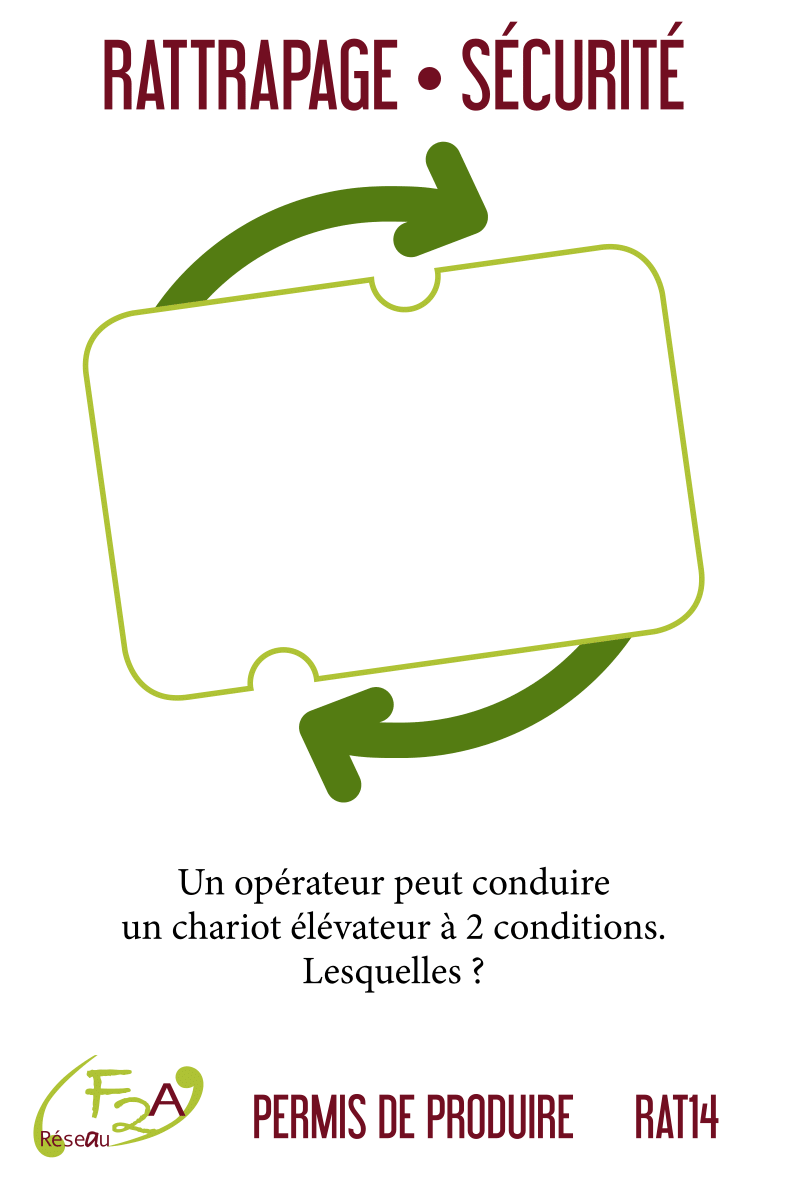 RATTRAPAGE • SÉCURITÉ
Un opérateur peut conduire
un chariot élévateur à 2 conditions.
Lesquelles ?
F2A
Réseau
PERMIS DE PRODUIRE
RAT14